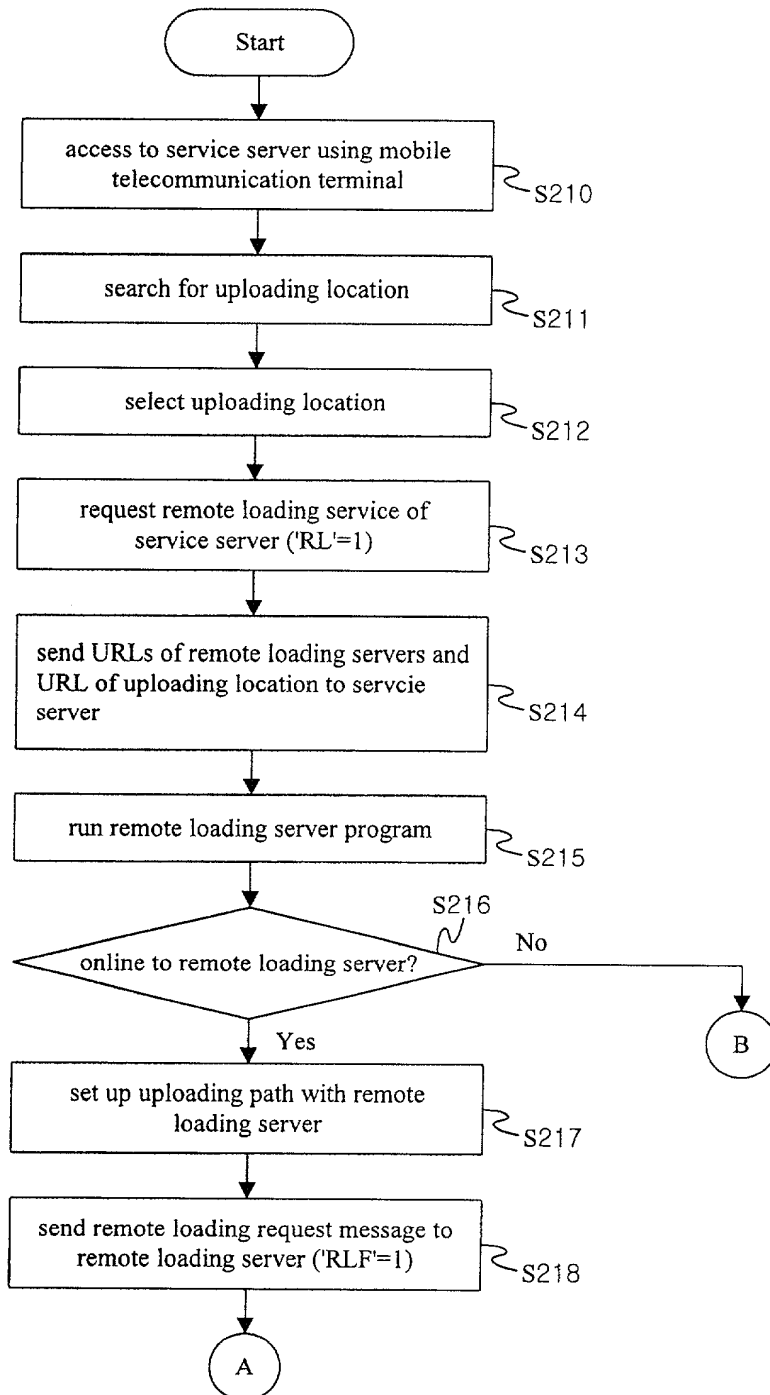 Start
access to service server using mobile
telecommunication terminal
S210
search for uploading location
S211
select uploading location
S212
request remote loading service of
service server ('RL'=1)
S213
send URLs of remote loading servers and
URL of uploading location to servcie
server
S214
run remote loading server program
S215
S216
online to remote loading server?
No
B
Yes
set up uploading path with remote
loading server
S217
send remote loading request message to
remote loading server ('RLF'=1)
S218
A